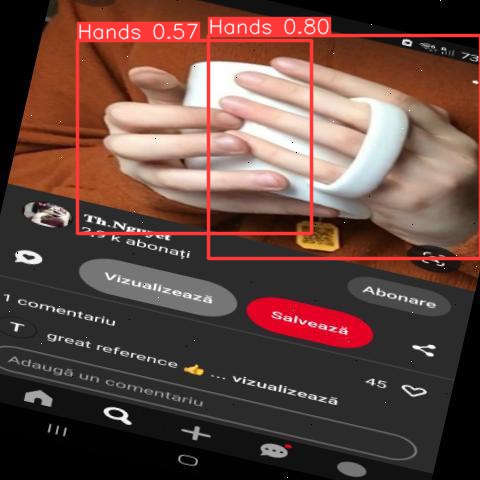 Hands 0.57
Hands 0.80
73
Th.Nguyet
2,9 k abonați
Abonare
Vizualizează
Salvează
1 comentariu
45
T
great reference 👍 ... vizualizează
Adaugă un comentariu